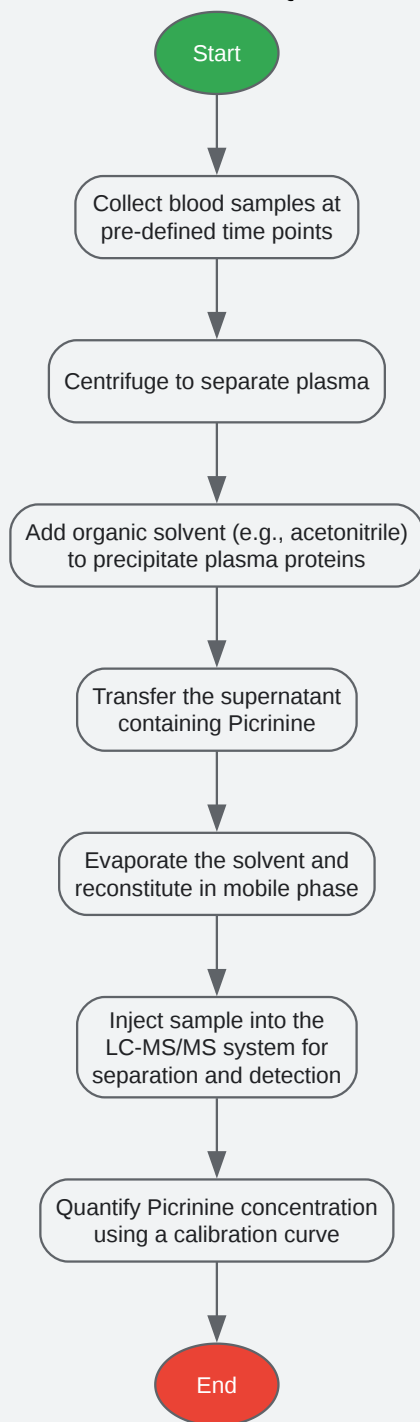 Start
Collect blood samples at
pre-defined time points
Centrifuge to separate plasma
Add organic solvent (e.g., acetonitrile)
to precipitate plasma proteins
Transfer the supernatant
containing Picrinine
Evaporate the solvent and
reconstitute in mobile phase
Inject sample into the
LC-MS/MS system for
separation and detection
Quantify Picrinine concentration
using a calibration curve
End